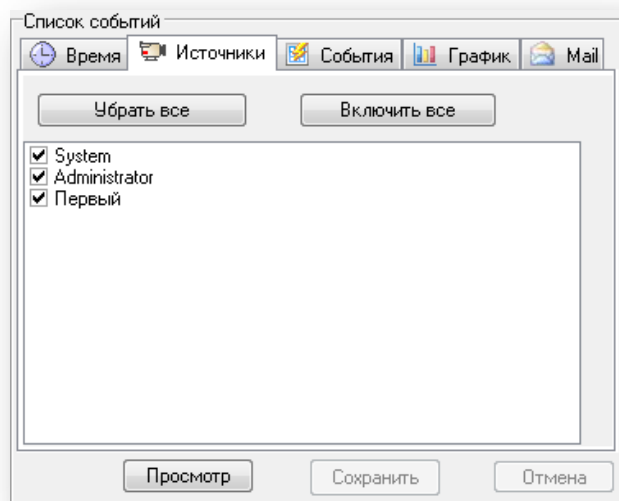 Список событий
Время Источники События График Mail
Убрать все Включить все
System
Administrator
Первый
Просмотр Сохранить Отмена